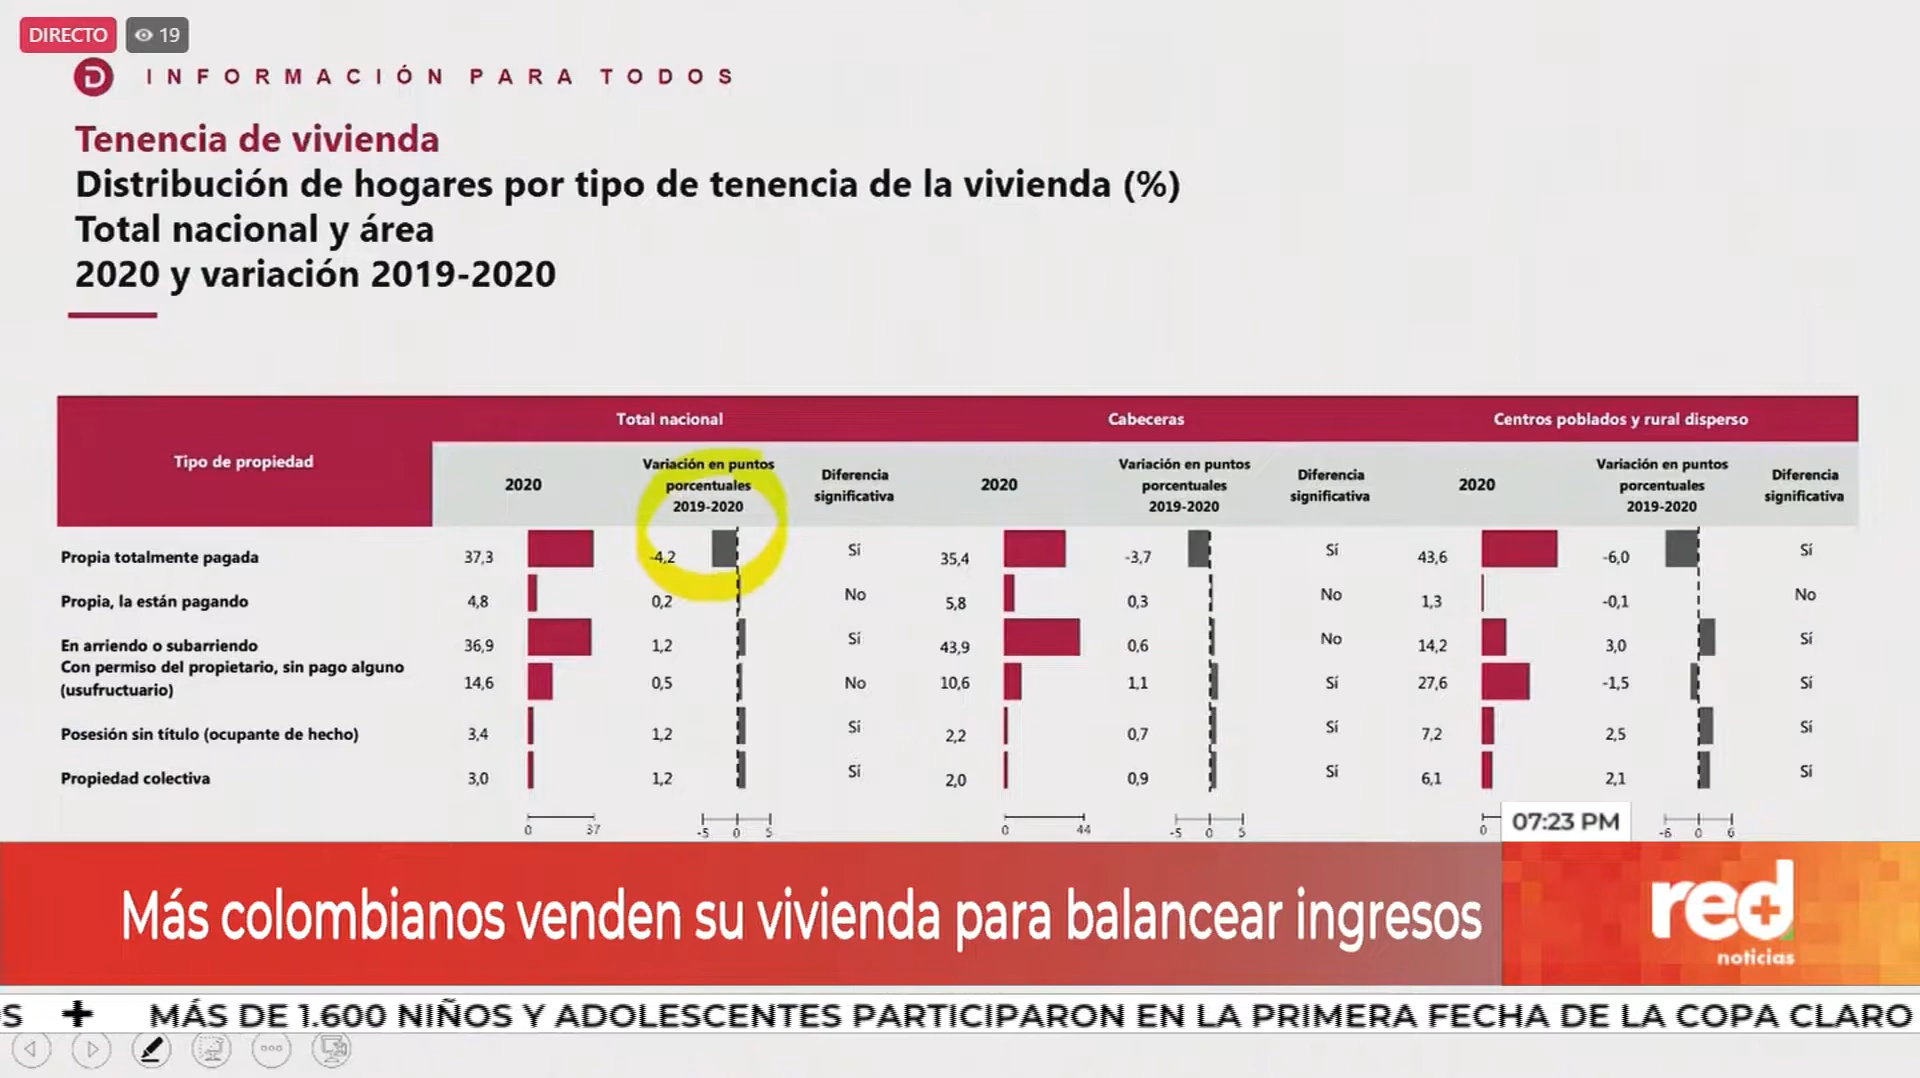 DIRECTO 19
INFORMACIÓN PARA TODOS
Tenencia de vivienda
Distribución de hogares por tipo de tenencia de la vivienda (%)
Total nacional y área
2020 y variación 2019-2020
Tipo de propiedad Total nacional Cabeceras Centros poblados y rural disperso
2020 Variación en puntos porcentuales 2019-2020 Diferencia significativa 2020 Variación en puntos porcentuales 2019-2020 Diferencia significativa 2020 Variación en puntos porcentuales 2019-2020 Diferencia significativa
Propia totalmente pagada 37,3 -4,2 Sí 35,4 -3,7 Sí 43,6 -6,0 Sí
Propia, la están pagando 4,8 0,2 No 5,8 0,3 No 1,3 -0,1 No
En arriendo o subarriendo 36,9 1,2 Sí 43,9 0,6 No 14,2 3,0 Sí
Con permiso del propietario, sin pago alguno
(usufructuario) 14,6 0,5 No 10,6 1,1 Sí 27,6 -1,5 Sí
Posesión sin título (ocupante de hecho) 3,4 1,2 Sí 2,2 0,7 Sí 7,2 2,5 Sí
Propiedad colectiva 3,0 1,2 Sí 2,0 0,9 Sí 6,1 2,1 Sí
0 37 -5 0 5 0 44 -5 0 5 0 -6 0 6
07:23 PM
Más colombianos venden su vivienda para balancear ingresos
red+
noticias
S + MÁS DE 1.600 NIÑOS Y ADOLESCENTES PARTICIPARON EN LA PRIMERA FECHA DE LA COPA CLARO